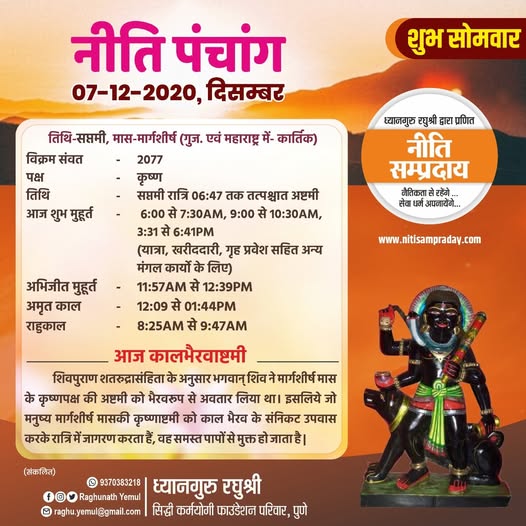 शुभ सोमवार
नीति पंचांग
07-12-2020, दिसम्बर
ध्यानगुरु रघुश्री द्वारा प्रणित
नीति
सम्प्रदाय
नैतिकता से रहेंगे ...
सेवा धर्म अपनायेंगे...
www.nitisampraday.com
तिथि-सप्तमी, मास-मार्गशीर्ष (गुज. एवं महाराष्ट्र में- कार्तिक)
विक्रम संवत - 2077
पक्ष - कृष्ण
तिथि - सप्तमी रात्रि 06:47 तक तत्पश्चात अष्टमी
आज शुभ मुहूर्त - 6:00 से 7:30AM, 9:00 से 10:30AM,
3:31 से 6:41PM
(यात्रा, खरीददारी, गृह प्रवेश सहित अन्य
मंगल कार्यो के लिए)
अभिजीत मुहूर्त - 11:57AM से 12:39PM
अमृत काल - 12:09 से 01:44PM
राहुकाल - 8:25AM से 9:47AM
आज कालभैरवाष्टमी
शिवपुराण शतरुद्रासंहिता के अनुसार भगवान् शिव ने मार्गशीर्ष मास
के कृष्णपक्ष की अष्टमी को भैरवरूप से अवतार लिया था। इसलिये जो
मनुष्य मार्गशीर्ष मासकी कृष्णाष्टमी को काल भैरव के संनिकट उपवास
करके रात्रि में जागरण करता हैं, वह समस्त पापों से मुक्त हो जाता है।
(संकलित)
9370383218
Raghunath Yemul
raghu.yemul@gmail.com
ध्यानगुरु रघुश्री
सिद्धी कर्मयोगी फाउंडेशन परिवार, पुणे